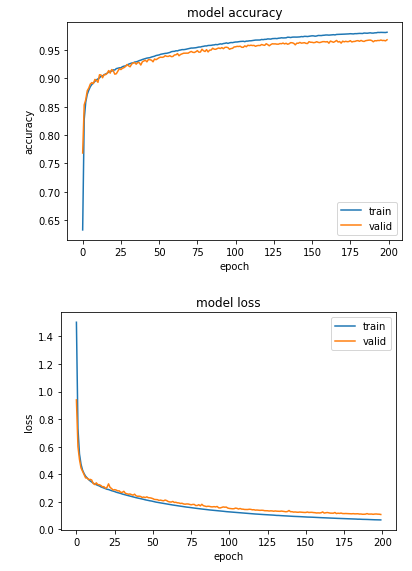 model accuracy
0.95
0.90
0.85
0.80
0.75
0.70
0.65
accuracy
train
valid
0 25 50 75 100 125 150 175 200
epoch
model loss
train
valid
1.4
1.2
1.0
0.8
0.6
0.4
0.2
0.0
loss
0 25 50 75 100 125 150 175 200
epoch